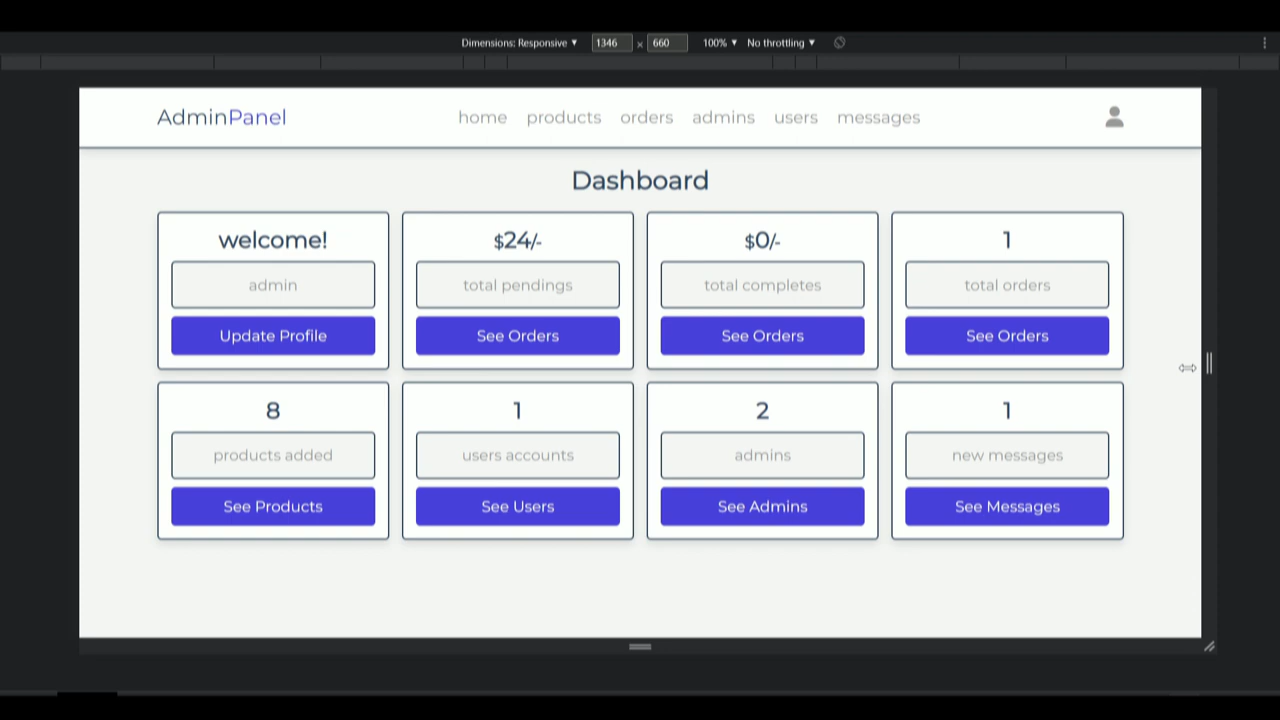 Dimensions: Responsive ▼ 1346 × 660 100% ▼ No throttling ▼
AdminPanel home products orders admins users messages
Dashboard
welcome! $24/- $0/- 1
admin total pendings total completes total orders
Update Profile See Orders See Orders See Orders
8 1 2 1
products added users accounts admins new messages
See Products See Users See Admins See Messages